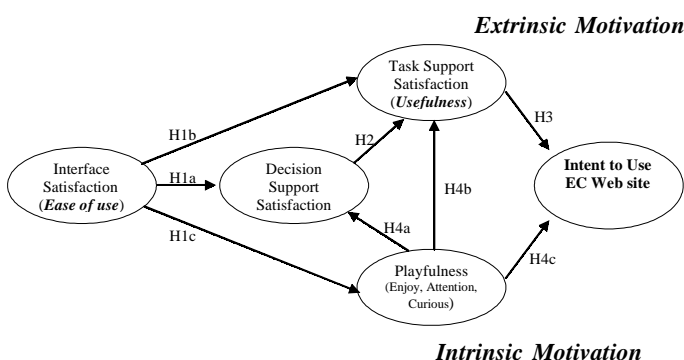 Extrinsic Motivation
Task Support
Satisfaction
(Usefulness)
H1b
H2
H3
Interface
Satisfaction
(Ease of use)
H1a
Decision
Support
Satisfaction
H4b
Intent to Use
EC Web site
H1c
H4a
H4c
Playfulness
(Enjoy, Attention,
Curious)
Intrinsic Motivation